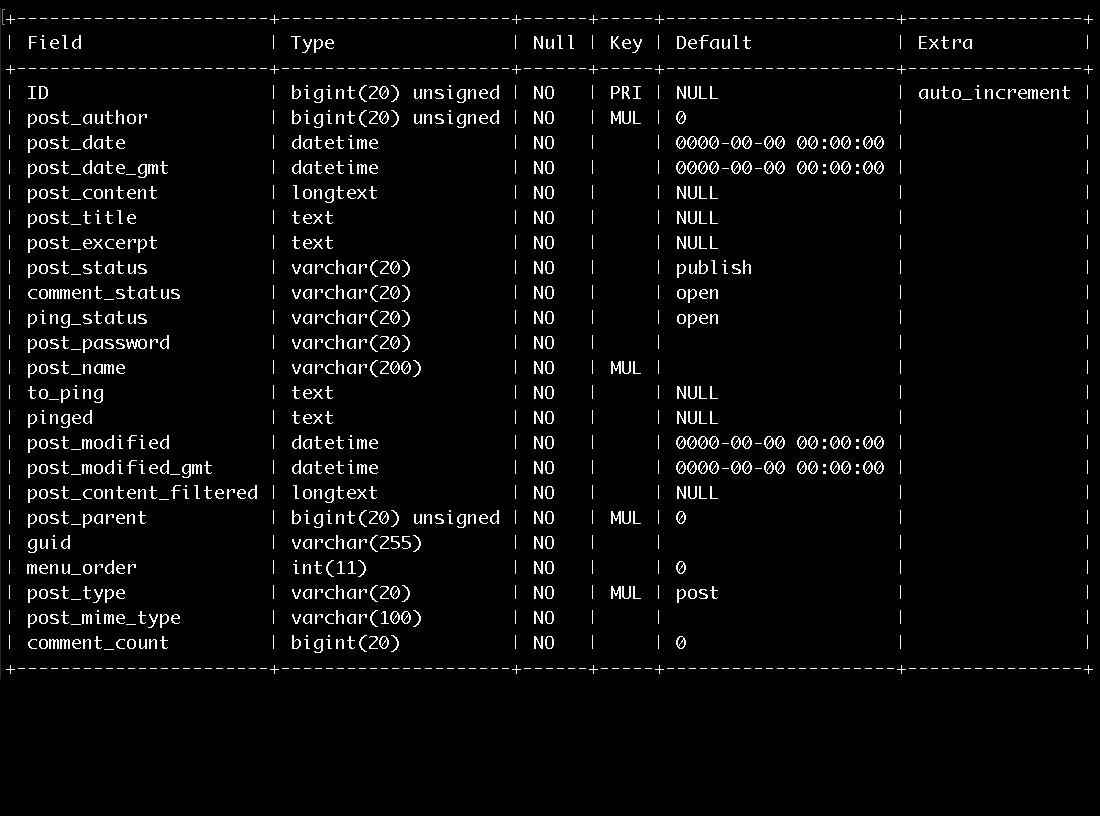 +------------------------+---------------------+------+-----+---------------------+----------------+
| Field                  | Type                | Null | Key | Default             | Extra          |
+------------------------+---------------------+------+-----+---------------------+----------------+
| ID                     | bigint(20) unsigned | NO   | PRI | NULL                | auto_increment |
| post_author            | bigint(20) unsigned | NO   | MUL | 0                   |                |
| post_date              | datetime            | NO   |     | 0000-00-00 00:00:00 |                |
| post_date_gmt          | datetime            | NO   |     | 0000-00-00 00:00:00 |                |
| post_content           | longtext            | NO   |     | NULL                |                |
| post_title             | text                | NO   |     | NULL                |                |
| post_excerpt           | text                | NO   |     | NULL                |                |
| post_status            | varchar(20)         | NO   |     | publish             |                |
| comment_status         | varchar(20)         | NO   |     | open                |                |
| ping_status            | varchar(20)         | NO   |     | open                |                |
| post_password          | varchar(20)         | NO   |     |                     |                |
| post_name              | varchar(200)        | NO   | MUL |                     |                |
| to_ping                | text                | NO   |     | NULL                |                |
| pinged                 | text                | NO   |     | NULL                |                |
| post_modified          | datetime            | NO   |     | 0000-00-00 00:00:00 |                |
| post_modified_gmt      | datetime            | NO   |     | 0000-00-00 00:00:00 |                |
| post_content_filtered  | longtext            | NO   |     | NULL                |                |
| post_parent            | bigint(20) unsigned | NO   | MUL | 0                   |                |
| guid                   | varchar(255)        | NO   |     |                     |                |
| menu_order             | int(11)             | NO   |     | 0                   |                |
| post_type              | varchar(20)         | NO   | MUL | post                |                |
| post_mime_type         | varchar(100)        | NO   |     |                     |                |
| comment_count          | bigint(20)          | NO   |     | 0                   |                |
+------------------------+---------------------+------+-----+---------------------+----------------+